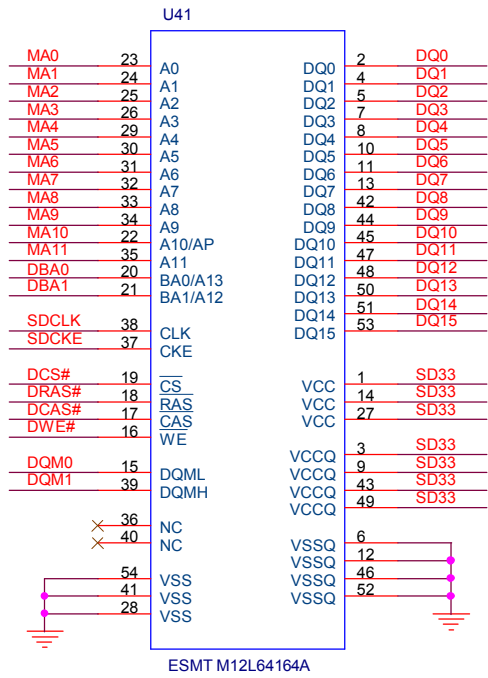 U41
MA0 23 A0 DQ0 2 DQ0
MA1 24 A1 DQ1 4 DQ1
MA2 25 A2 DQ2 5 DQ2
MA3 26 A3 DQ3 7 DQ3
MA4 29 A4 DQ4 8 DQ4
MA5 30 A5 DQ5 10 DQ5
MA6 31 A6 DQ6 11 DQ6
MA7 32 A7 DQ7 13 DQ7
MA8 33 A8 DQ8 42 DQ8
MA9 34 A9 DQ9 44 DQ9
MA10 22 A10/AP DQ10 45 DQ10
MA11 35 A11 DQ11 47 DQ11
DBA0 20 BA0/A13 DQ12 48 DQ12
DBA1 21 BA1/A12 DQ13 50 DQ13
DQ14 51 DQ14
SDCLK 38 CLK DQ15 53 DQ15
SDCKE 37 CKE
DCS# 19 CS VCC 1 SD33
DRAS# 18 RAS VCC 14 SD33
DCAS# 17 CAS VCC 27 SD33
DWE# 16 WE
VCCQ 3 SD33
DQM0 15 DQML VCCQ 9 SD33
DQM1 39 DQMH VCCQ 43 SD33
VCCQ 49 SD33
36 NC
40 NC VSSQ 6
VSSQ 12
54 VSS VSSQ 46
41 VSS VSSQ 52
28 VSS
ESMT M12L64164A